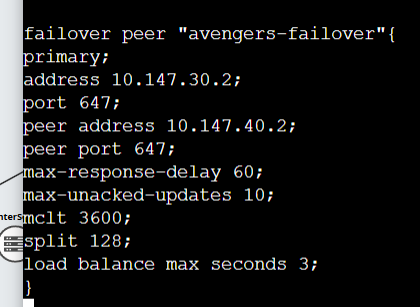 failover peer "avengers-failover"{
primary;
address 10.147.30.2;
port 647;
peer address 10.147.40.2;
peer port 647;
max-response-delay 60;
max-unacked-updates 10;
mclt 3600;
split 128;
load balance max seconds 3;
}